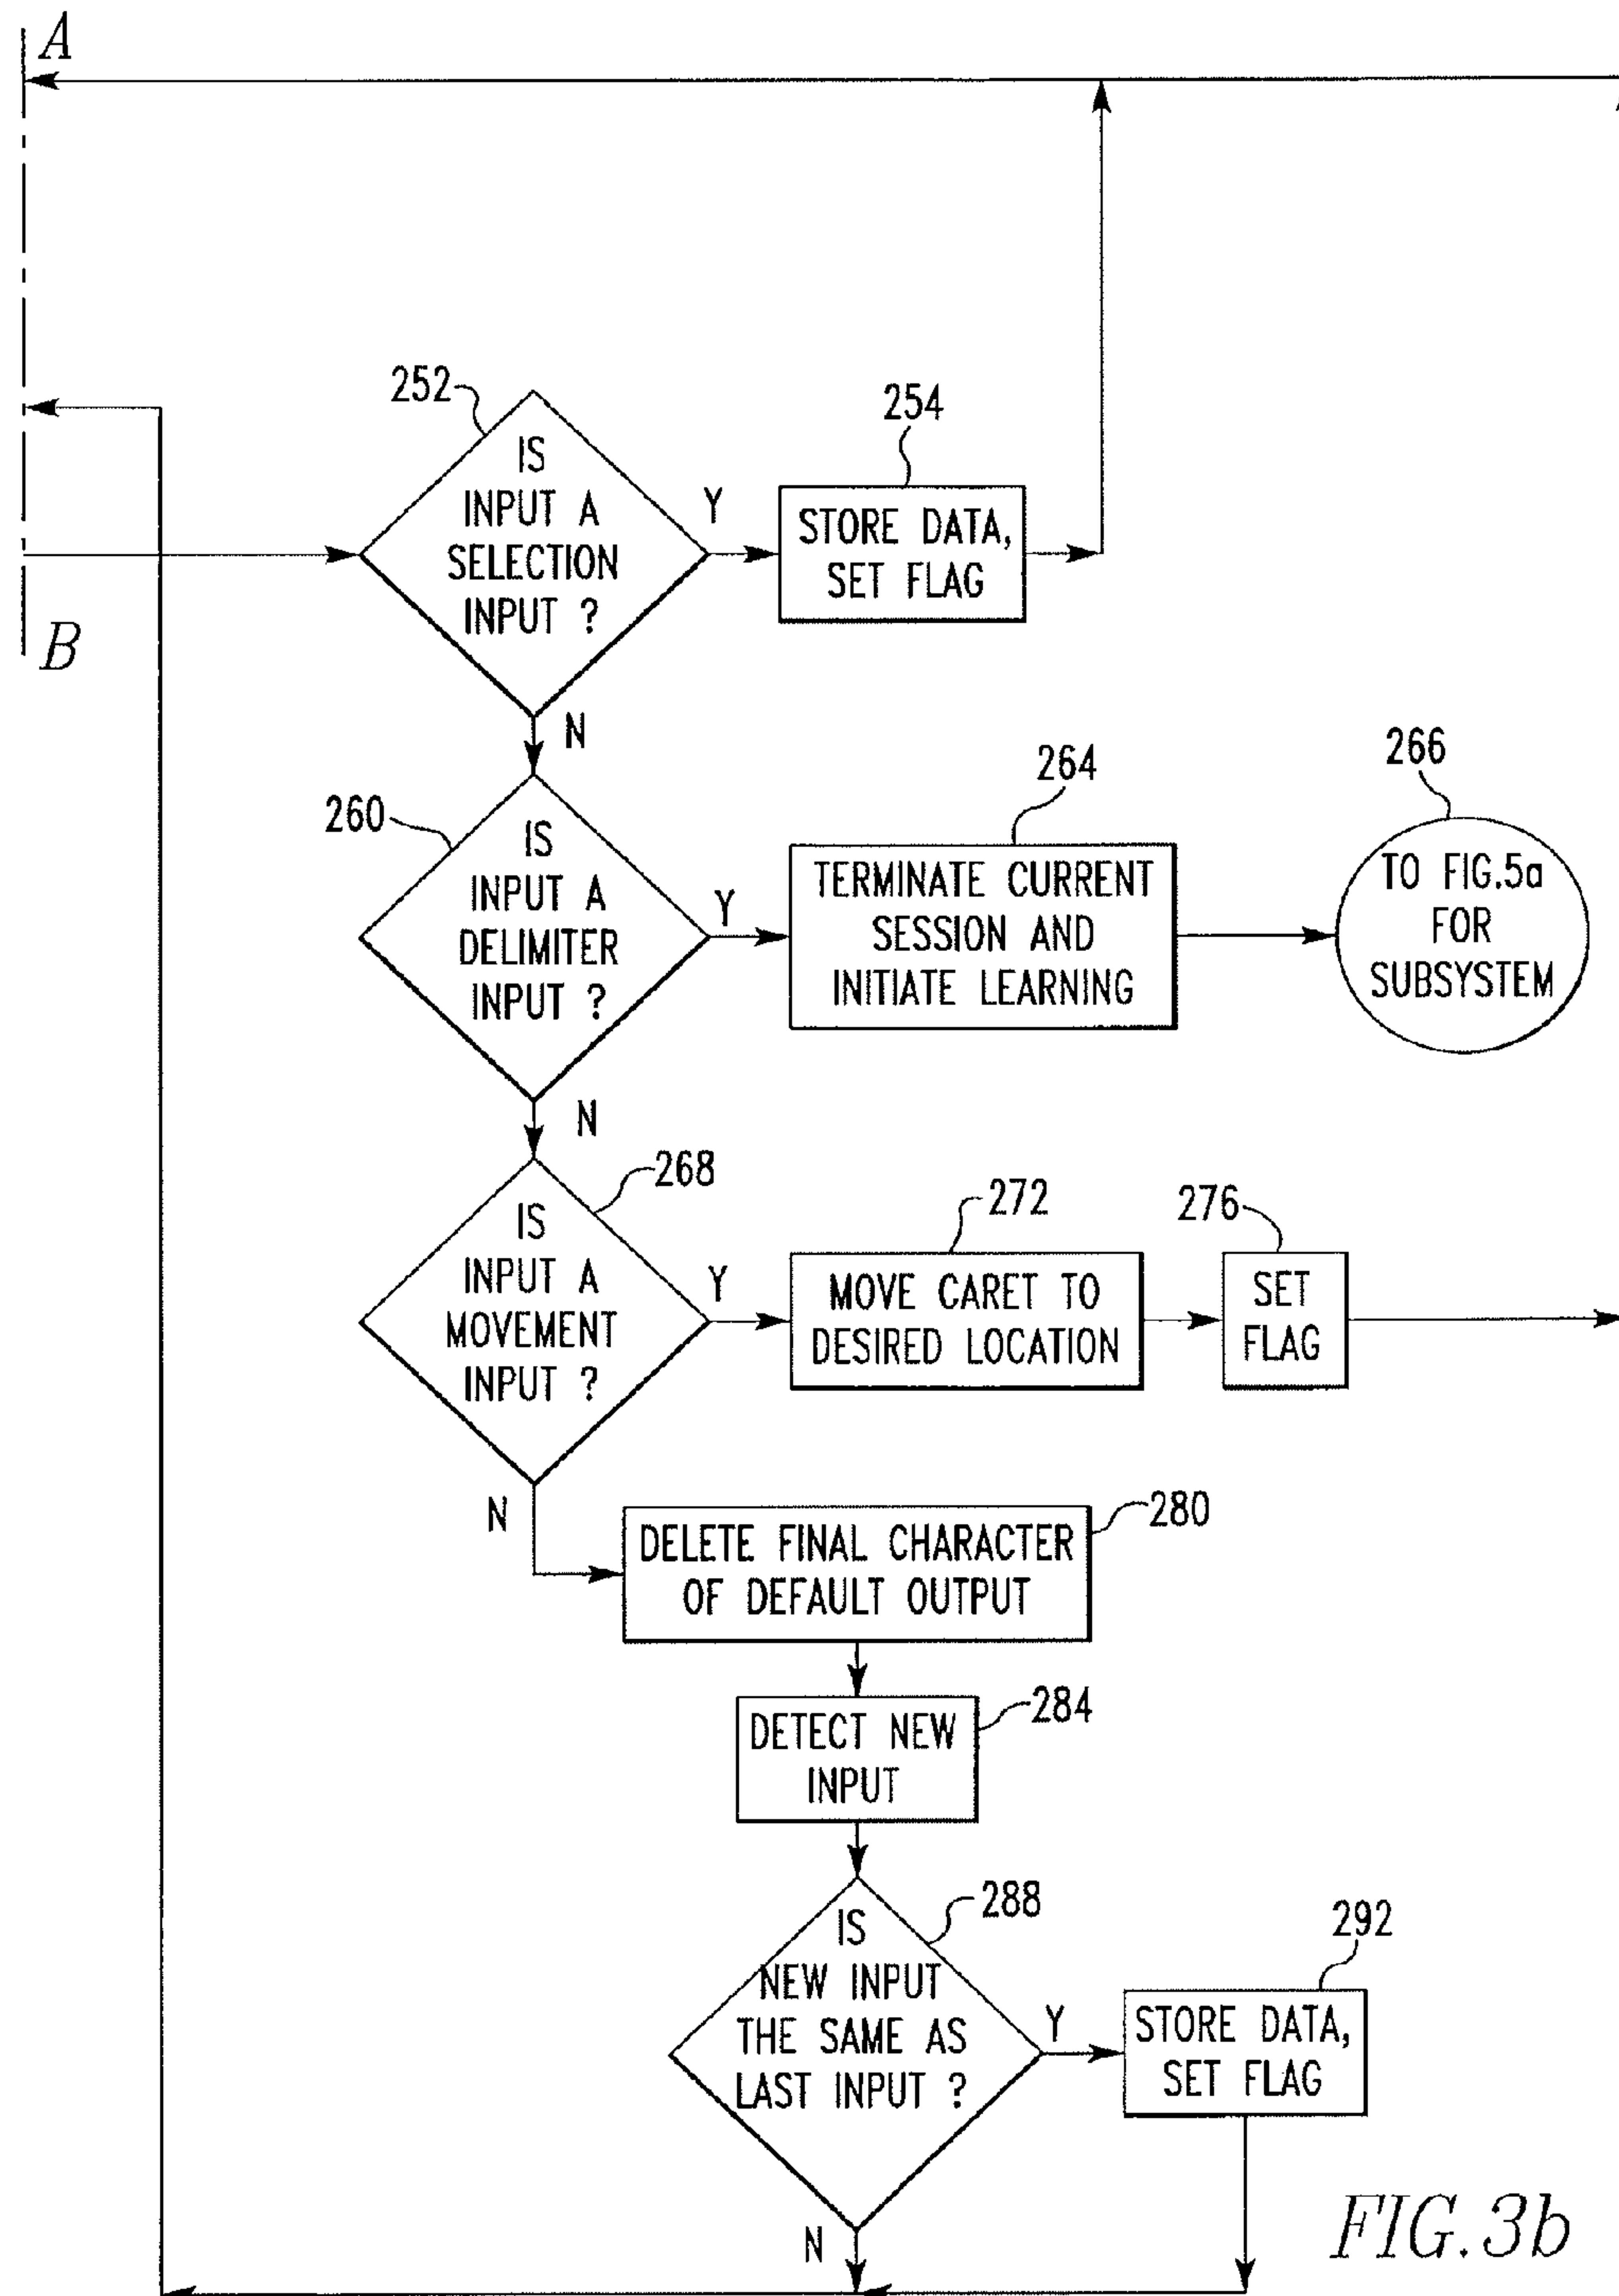 A
252
IS
INPUT A
SELECTION
INPUT ?
Y
254
STORE DATA,
SET FLAG
B
N
260
IS
INPUT A
DELIMITER
INPUT ?
Y
264
TERMINATE CURRENT
SESSION AND
INITIATE LEARNING
266
TO FIG.5a
FOR
SUBSYSTEM
N
268
IS
INPUT A
MOVEMENT
INPUT ?
Y
272
MOVE CARET TO
DESIRED LOCATION
276
SET
FLAG
N
280
DELETE FINAL CHARACTER
OF DEFAULT OUTPUT
284
DETECT NEW
INPUT
288
IS
NEW INPUT
THE SAME AS
LAST INPUT ?
Y
292
STORE DATA,
SET FLAG
N
FIG.3b